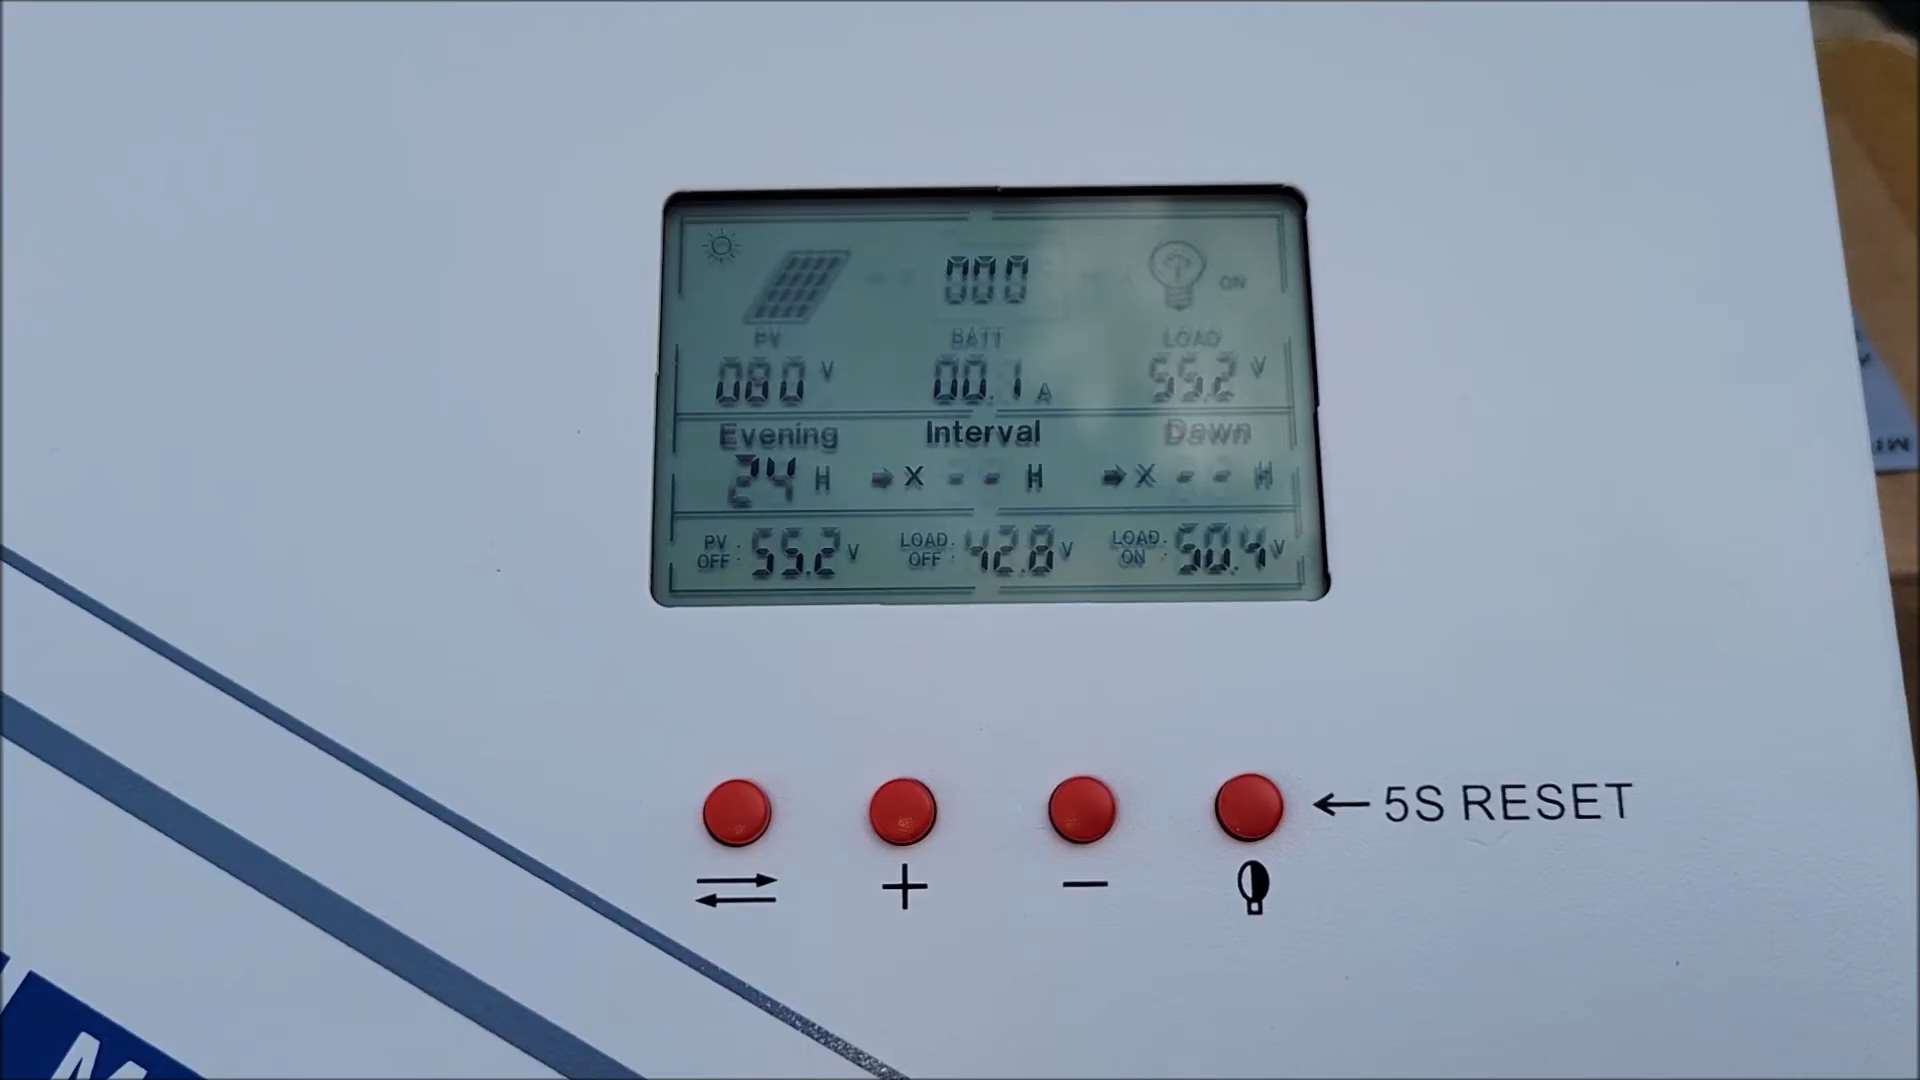 000 ON
PV BATT LOAD
080 V 00.1 A 55.2 V
Evening Interval Dawn
24 H X -- H X -- H
PV OFF: 55.2 V LOAD OFF: 42.8 V LOAD ON: 50.4 V
← 5S RESET
+ −
M